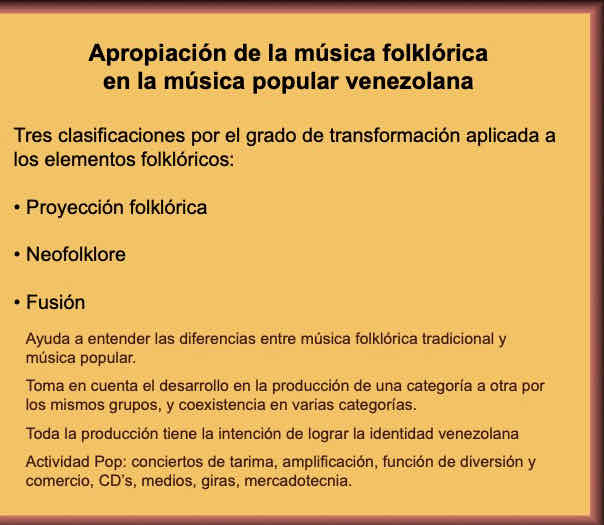 Apropiación de la música folklórica
en la música popular venezolana
Tres clasificaciones por el grado de transformación aplicada a
los elementos folklóricos:
• Proyección folklórica
• Neofolklore
• Fusión
Ayuda a entender las diferencias entre música folklórica tradicional y
música popular.
Toma en cuenta el desarrollo en la producción de una categoría a otra por
los mismos grupos, y coexistencia en varias categorías.
Toda la producción tiene la intención de lograr la identidad venezolana
Actividad Pop: conciertos de tarima, amplificación, función de diversión y
comercio, CD's, medios, giras, mercadotecnia.